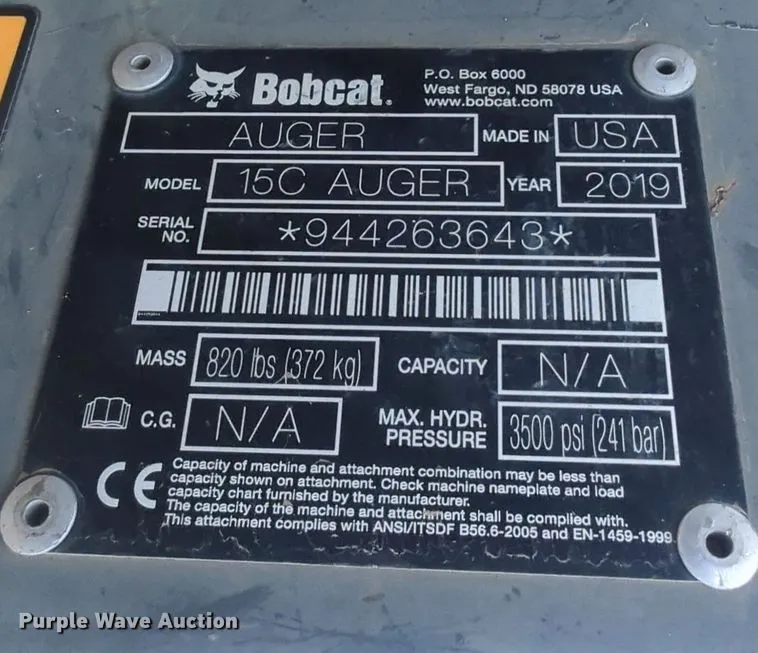 Bobcat.
P.O. Box 6000
West Fargo, ND 58078 USA
www.bobcat.com
AUGER MADE IN USA
MODEL 15C AUGER YEAR 2019
SERIAL NO. *944263643*
MASS 820 lbs (372 kg) CAPACITY N/A
C.G. N/A MAX. HYDR. PRESSURE 3500 psi (241 bar)
CE
Capacity of machine and attachment combination may be less than
capacity shown on attachment. Check machine nameplate and load
capacity chart furnished by the manufacturer.
The capacity of the machine and attachment shall be complied with.
This attachment complies with ANSI/ITSDF B56.6-2005 and EN-1459-1999
Purple Wave Auction